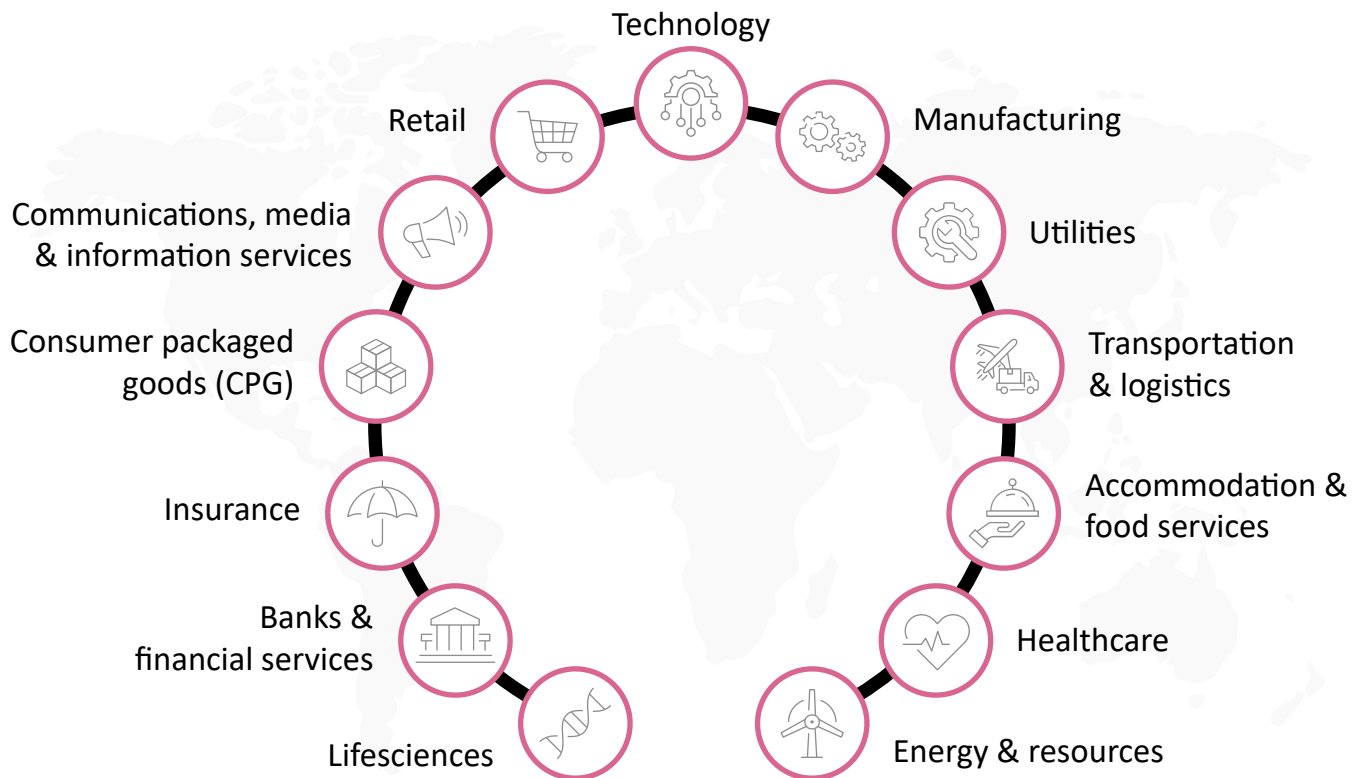 Technology
Retail
Manufacturing
Communications, media
& information services
Utilities
Consumer packaged
goods (CPG)
Transportation
& logistics
Insurance
Accommodation &
food services
Banks &
financial services
Healthcare
Lifesciences
Energy & resources